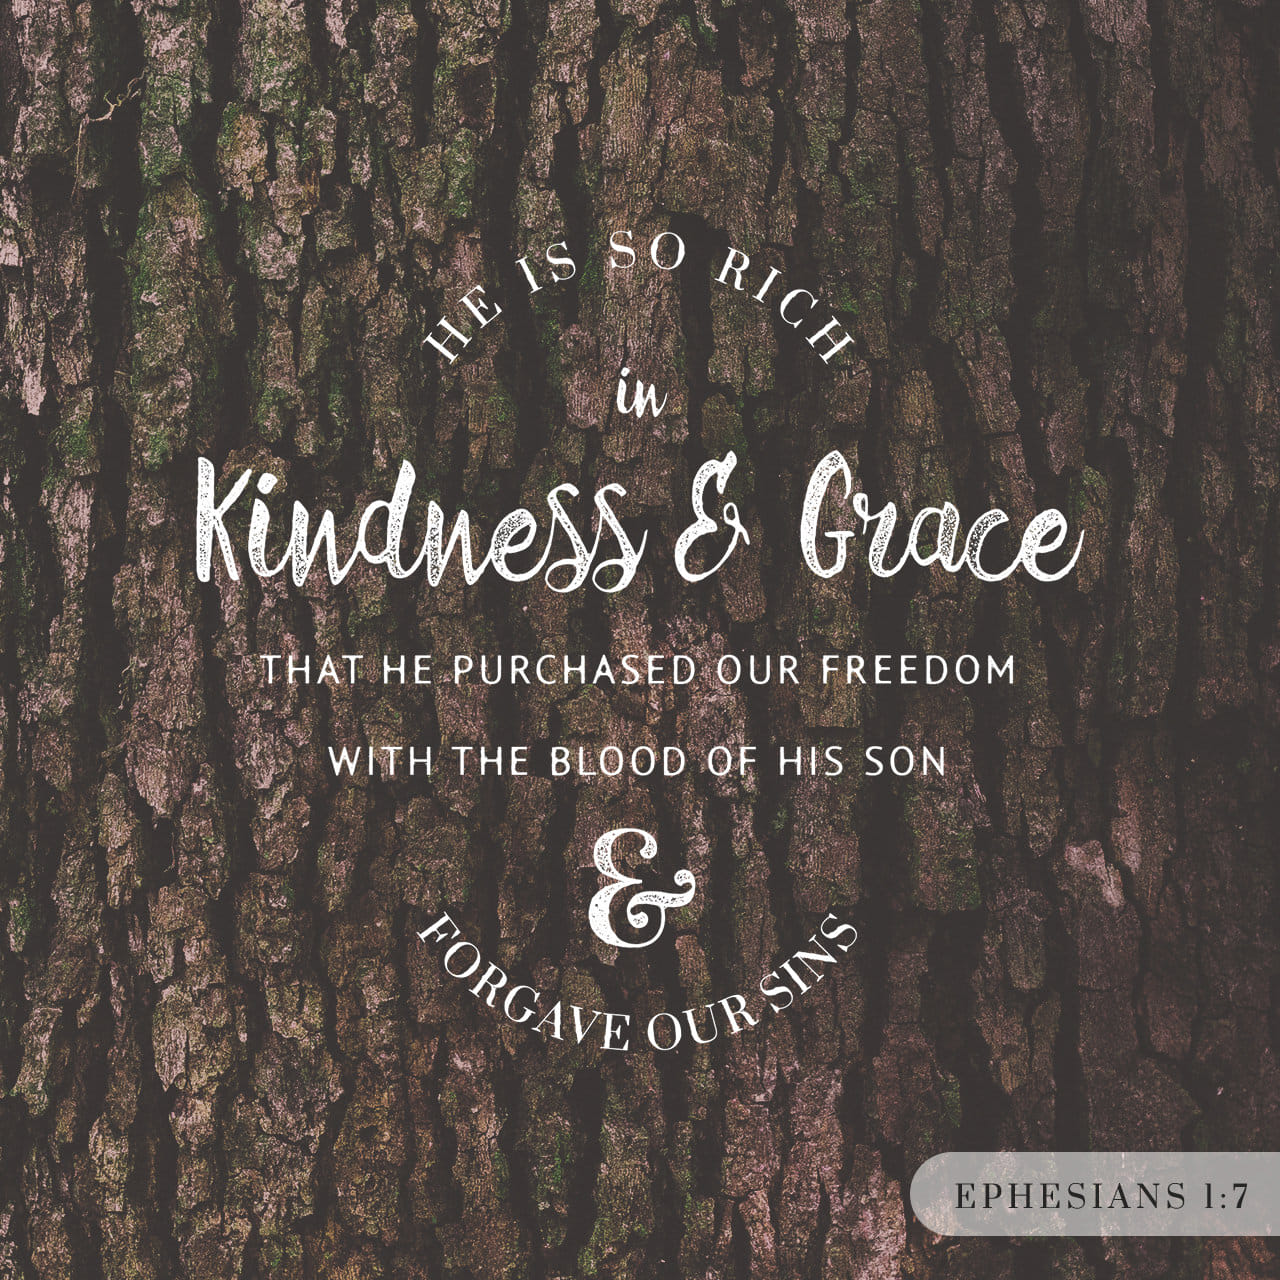 HE IS SO RICH
in
Kindness & Grace
THAT HE PURCHASED OUR FREEDOM
WITH THE BLOOD OF HIS SON
&
FORGAVE OUR SINS
EPHESIANS 1:7